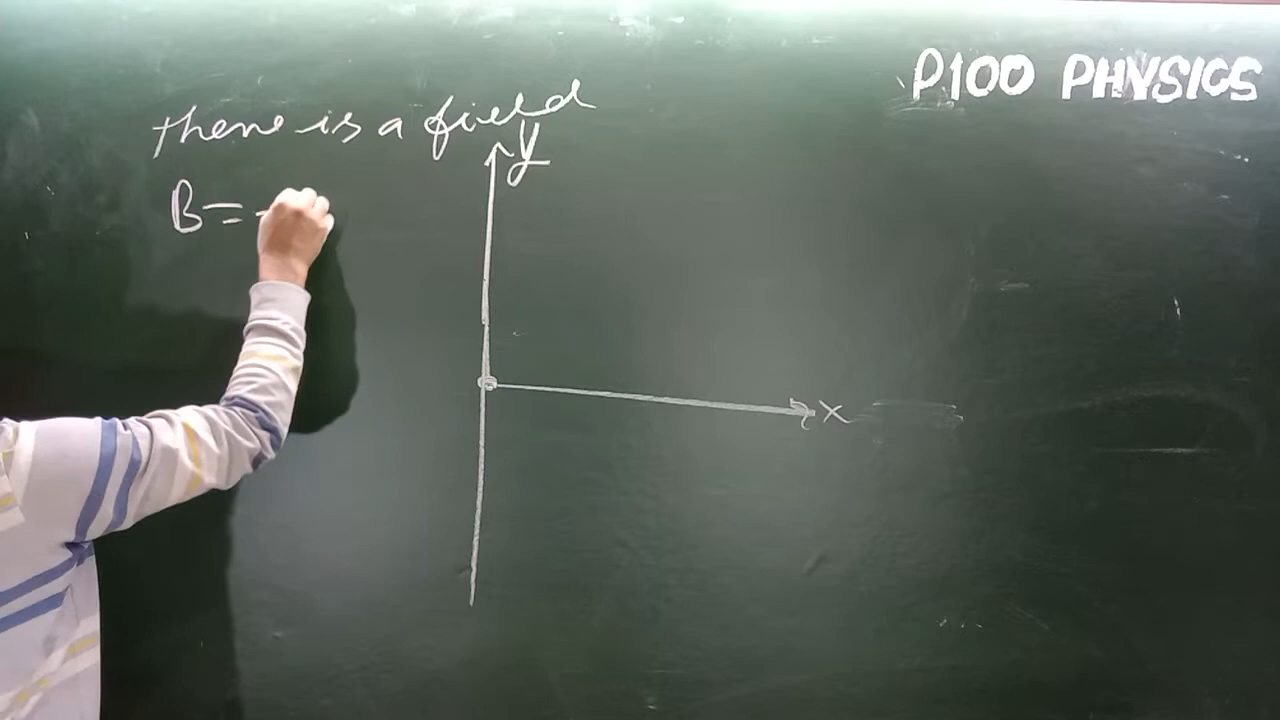 P100 PHYSICS
there is a field
B = -
y
x